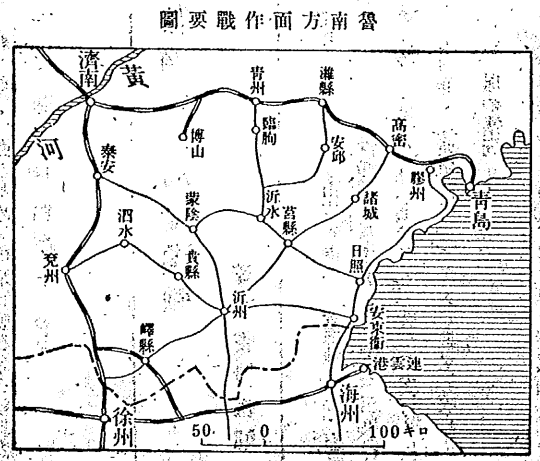 魯南方面作戰要圖
濟南
黃
河
青州
濰縣
高密
膠州
青島
臨朐
博山
安邱
諸城
泰安
蒙陰
沂水
莒縣
日照
泗水
費縣
兗州
沂州
安東衛
嶧縣
連雲港
海州
徐州
50 0 100キロ